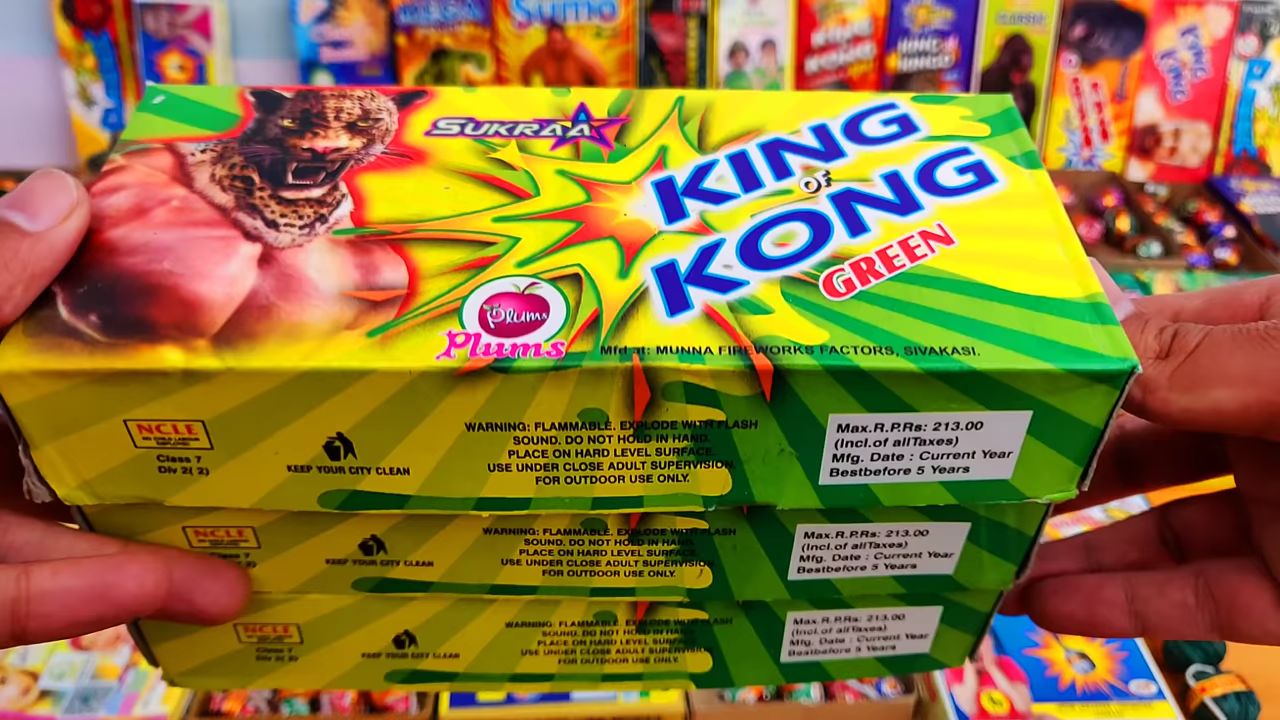 Sumo
SUKRAA
KING
OF
KONG
GREEN
Plums
Plums
Mfd at: MUNNA FIREWORKS FACTORS, SIVAKASI.
NCLE
NO CHILD LABOUR
EMPLOYED
Class 7
Div 2( 2)
KEEP YOUR CITY CLEAN
WARNING: FLAMMABLE. EXPLODE WITH FLASH
SOUND. DO NOT HOLD IN HAND.
PLACE ON HARD LEVEL SURFACE.
USE UNDER CLOSE ADULT SUPERVISION.
FOR OUTDOOR USE ONLY.
Max.R.P.Rs: 213.00
(Incl.of allTaxes)
Mfg. Date : Current Year
Bestbefore 5 Years
NCLE
KEEP YOUR CITY CLEAN
WARNING: FLAMMABLE. EXPLODE WITH FLASH
SOUND. DO NOT HOLD IN HAND.
PLACE ON HARD LEVEL SURFACE.
USE UNDER CLOSE ADULT SUPERVISION.
FOR OUTDOOR USE ONLY.
Max.R.P.Rs: 213.00
(Incl.of allTaxes)
Mfg. Date : Current Year
Bestbefore 5 Years
NCLE
KEEP YOUR CITY CLEAN
WARNING: FLAMMABLE. EXPLODE WITH FLASH
SOUND. DO NOT HOLD IN HAND.
PLACE ON HARD LEVEL SURFACE.
USE UNDER CLOSE ADULT SUPERVISION.
FOR OUTDOOR USE ONLY.
Max.R.P.Rs: 213.00
(Incl.of allTaxes)
Mfg. Date : Current Year
Bestbefore 5 Years